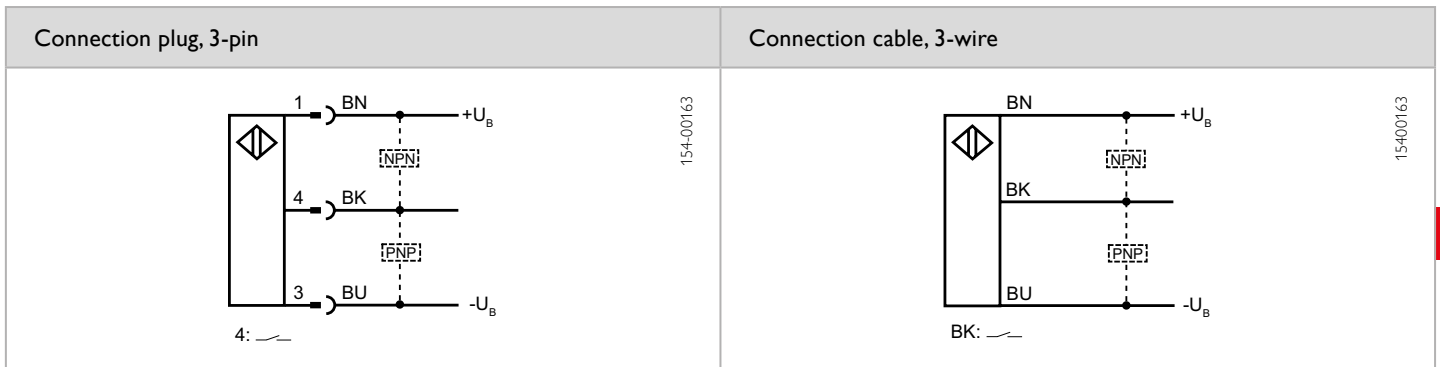 Connection plug, 3-pin
Connection cable, 3-wire
1 BN
+U_B
NPN
4 BK
PNP
3 BU
-U_B
4:
154-00163
BN
+U_B
NPN
BK
PNP
BU
-U_B
BK:
15400163